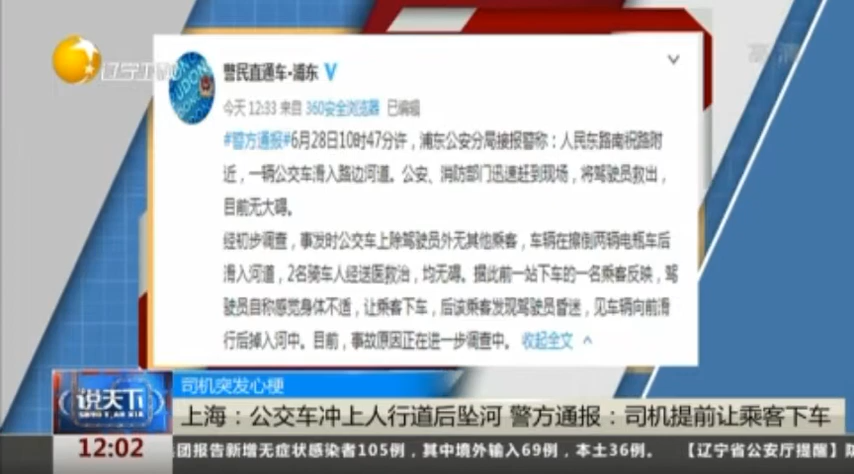 辽宁卫视
高清
警民直通车-浦东
今天 12:33 来自 360安全浏览器 已编辑
#警方通报#6月28日10时47分许，浦东公安分局接报警称：人民东路南祝路附
近，一辆公交车滑入路边河道。公安、消防部门迅速赶到现场，将驾驶员救出，
目前无大碍。
经初步调查，事发时公交车上除驾驶员外无其他乘客，车辆在擦倒两辆电瓶车后
滑入河道，2名骑车人经送医救治，均无碍。据此前一站下车的一名乘客反映，驾
驶员自称感觉身体不适，让乘客下车，后该乘客发现驾驶员昏迷，见车辆向前滑
行后掉入河中。目前，事故原因正在进一步调查中。 收起全文
说天下
SHUO TIAN XIA
司机突发心梗
上海：公交车冲上人行道后坠河 警方通报：司机提前让乘客下车
12:02
团报告新增无症状感染者105例，其中境外输入69例，本土36例。 【辽宁省公安厅提醒】